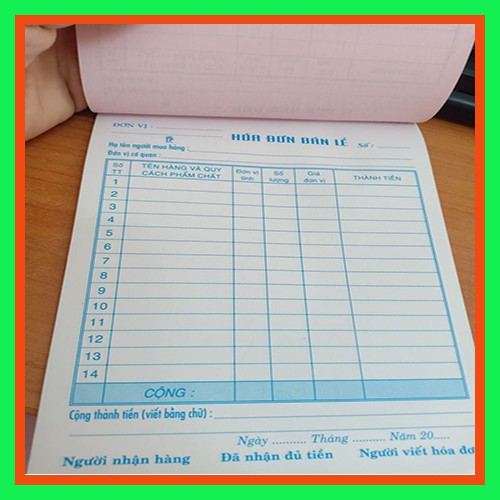 ĐƠN VỊ :
HÓA ĐƠN BÁN LẺ Số :
Họ tên người mua hàng :
Đơn vị cơ quan :
Số TT TÊN HÀNG VÀ QUY CÁCH PHẨM CHẤT Đơn vị tính Số lượng Giá đơn vị THÀNH TIỀN
1
2
3
4
5
6
7
8
9
10
11
12
13
14
CỘNG :
Cộng thành tiền (viết bằng chữ) :
Ngày .......... Tháng .......... Năm 20.....
Người nhận hàng Đã nhận đủ tiền Người viết hóa đơ